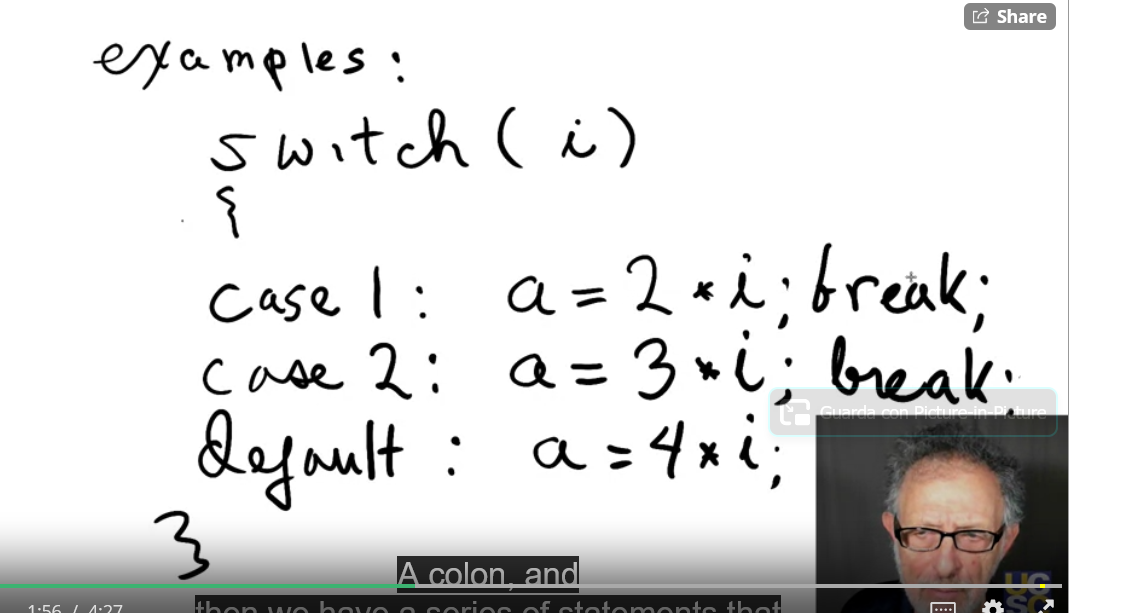 Share
examples:
switch ( i )
{
case 1 : a = 2 * i ; break;
case 2 : a = 3 * i ; break;
Guarda con Picture-in-Picture
default : a = 4 * i ;
}
A colon, and
then we have a series of statements that
1:56 / 4:27